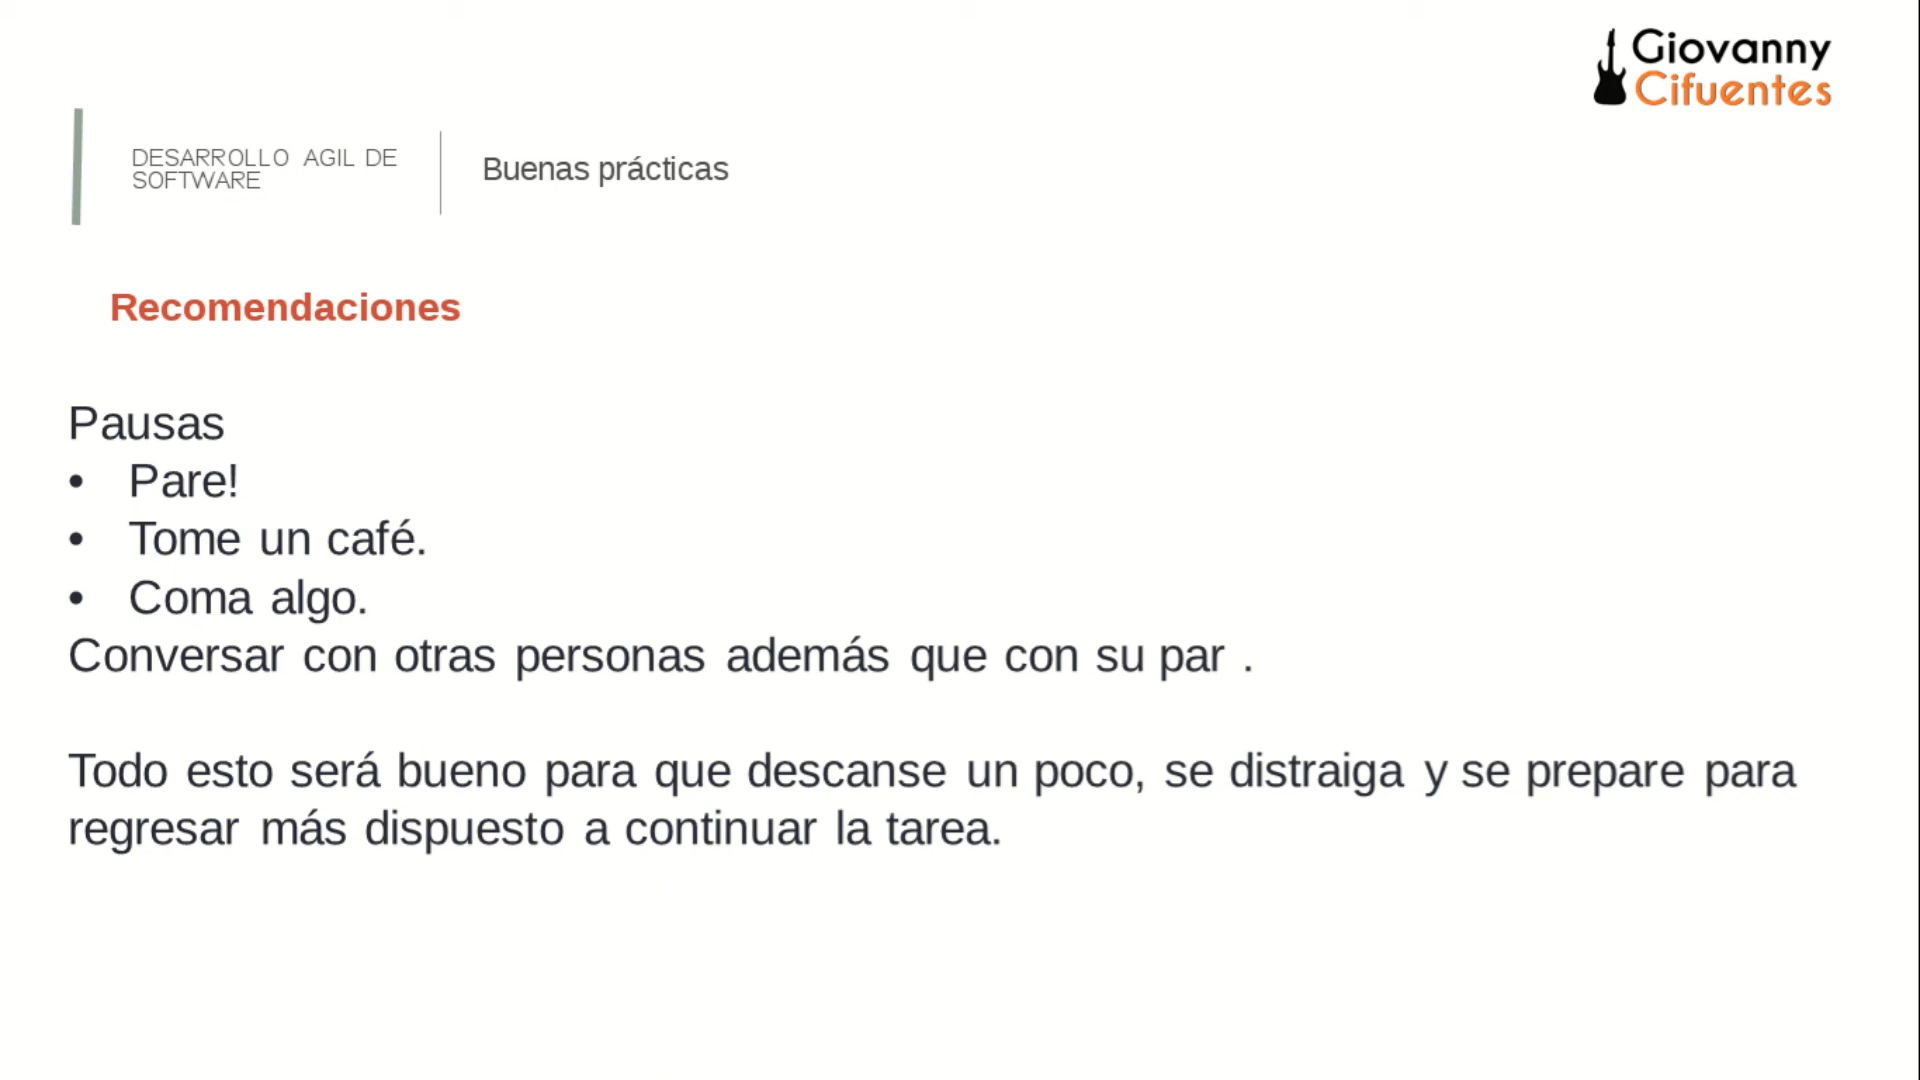 Giovanny
Cifuentes
DESARROLLO AGIL DE
SOFTWARE
Buenas prácticas
Recomendaciones
Pausas
• Pare!
• Tome un café.
• Coma algo.
Conversar con otras personas además que con su par .
Todo esto será bueno para que descanse un poco, se distraiga y se prepare para
regresar más dispuesto a continuar la tarea.